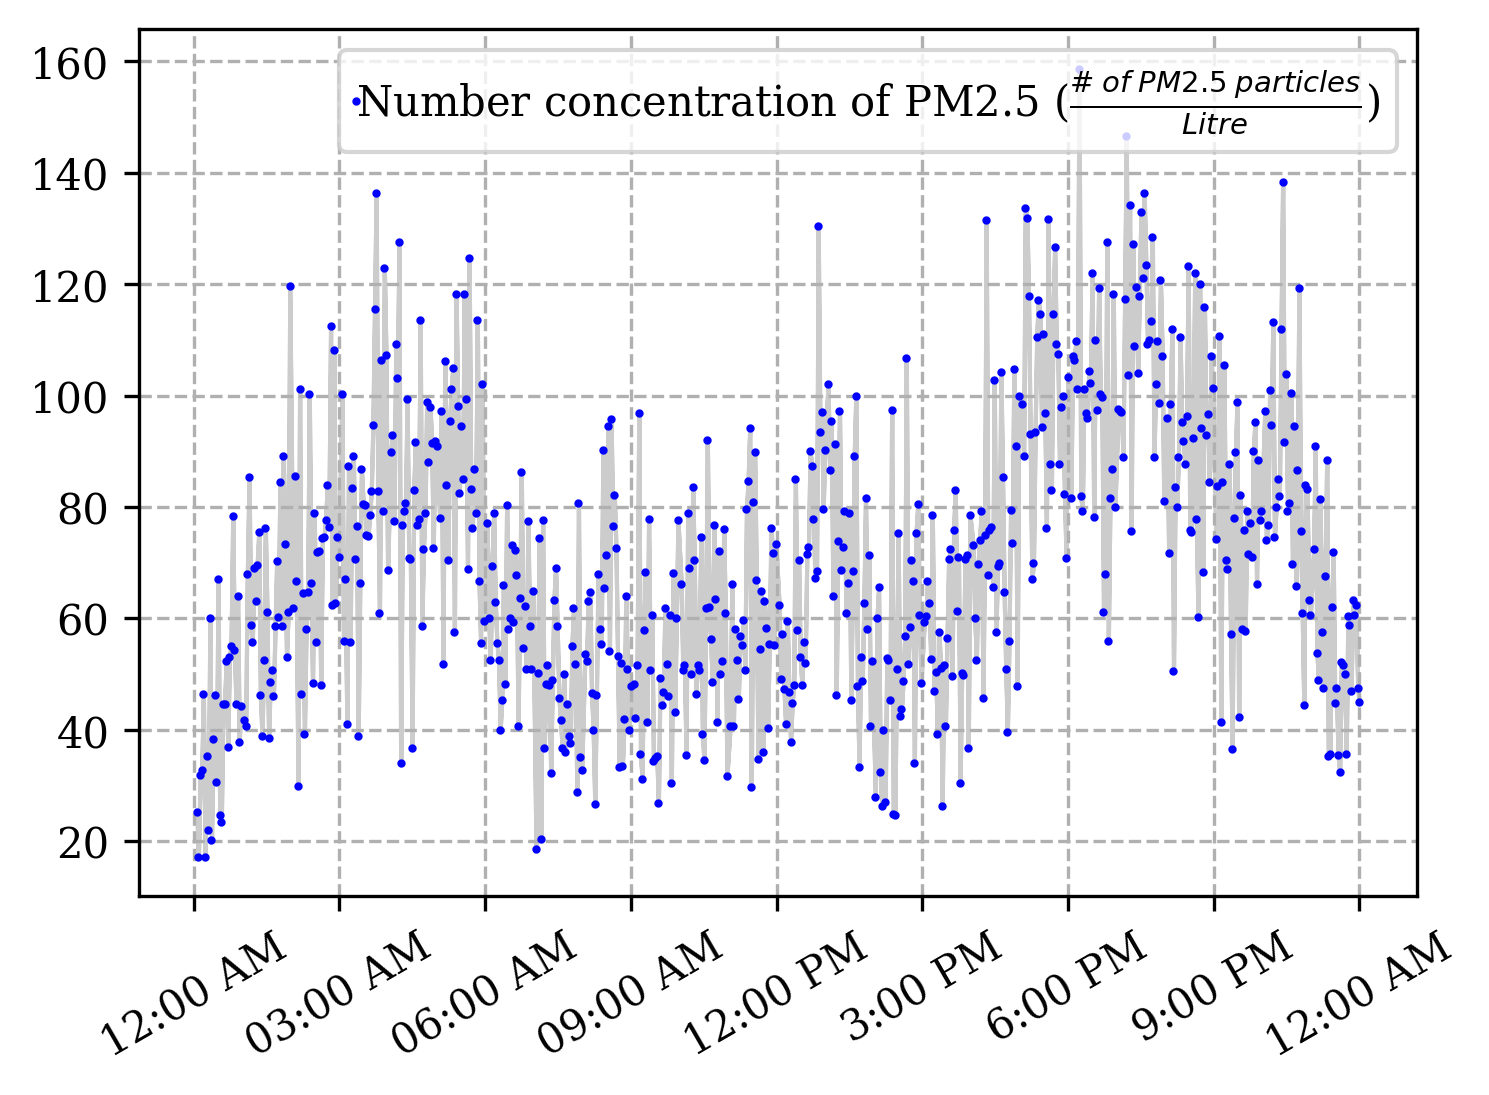 160
140
120
100
80
60
40
20
Number concentration of PM2.5 (# of PM2.5 particles/Litre)
12:00 AM
03:00 AM
06:00 AM
09:00 AM
12:00 PM
3:00 PM
6:00 PM
9:00 PM
12:00 AM